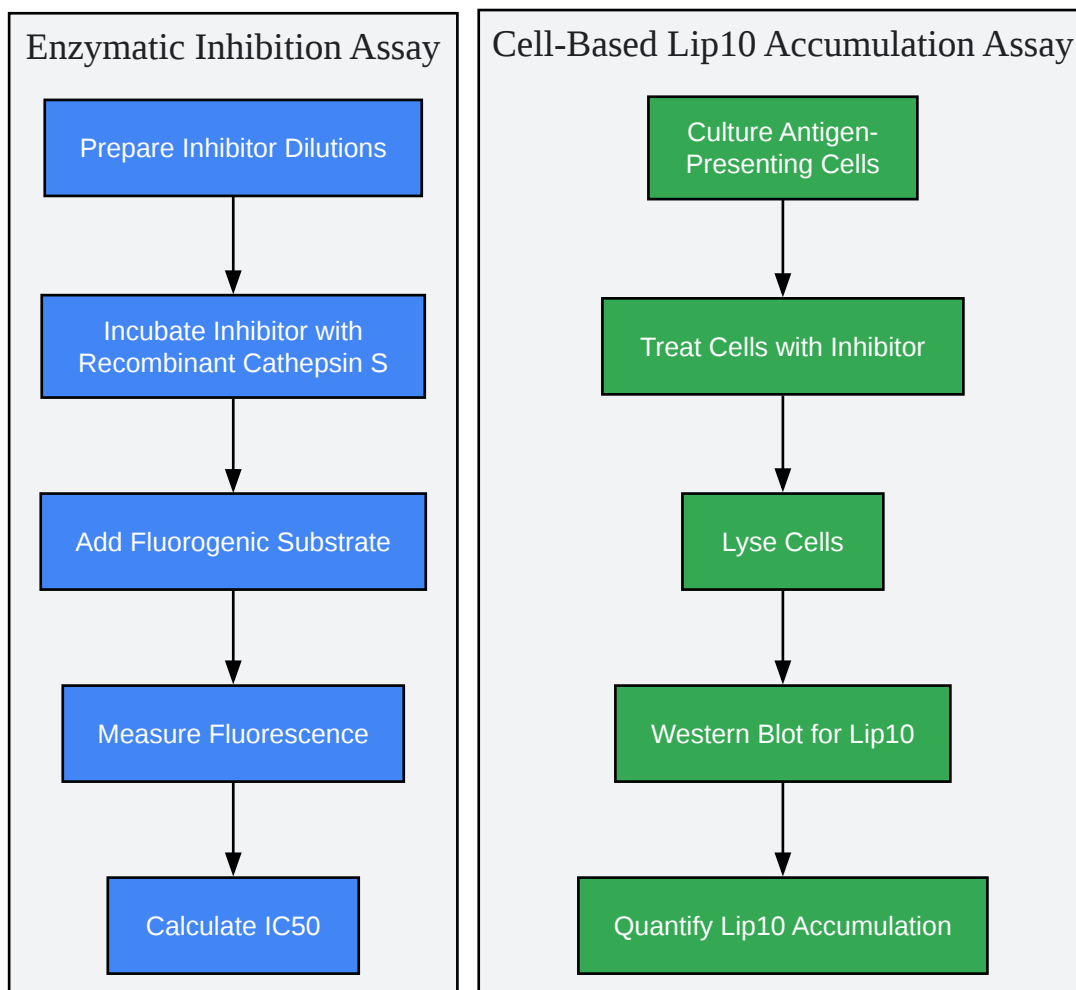 Enzymatic Inhibition Assay
Prepare Inhibitor Dilutions
Incubate Inhibitor with
Recombinant Cathepsin S
Add Fluorogenic Substrate
Measure Fluorescence
Calculate IC50
Cell-Based Lip10 Accumulation Assay
Culture Antigen-
Presenting Cells
Treat Cells with Inhibitor
Lyse Cells
Western Blot for Lip10
Quantify Lip10 Accumulation